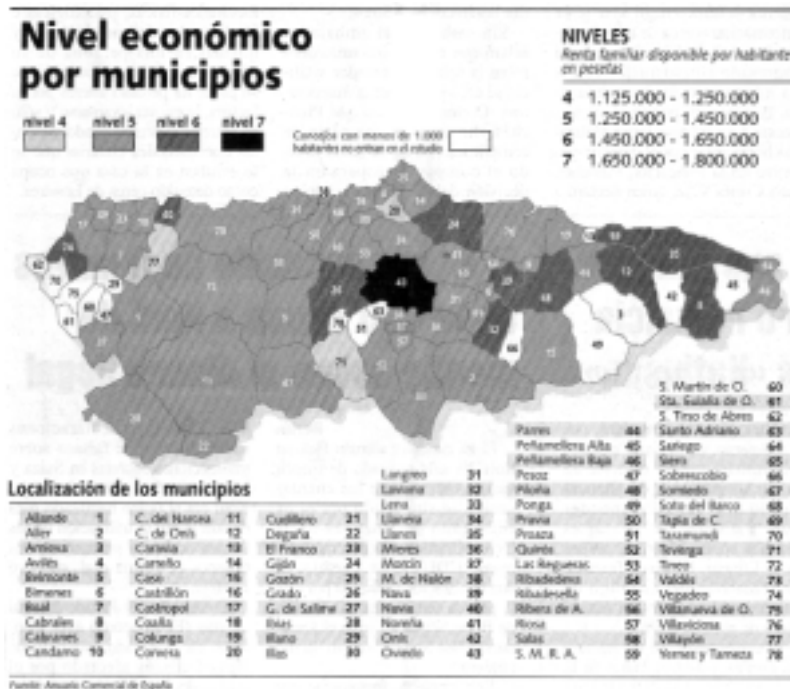 Nivel económico
por municipios
nivel 4
nivel 5
nivel 6
nivel 7
Concejos con menos de 1.000
habitantes no entran en el estudio
NIVELES
Renta familiar disponible por habitante
en pesetas
4 1.125.000 - 1.250.000
5 1.250.000 - 1.450.000
6 1.450.000 - 1.650.000
7 1.650.000 - 1.800.000
Localización de los municipios
Allande 1
Aller 2
Amieva 3
Avilés 4
Belmonte 5
Bimenes 6
Boal 7
Cabrales 8
Cabranes 9
Candamo 10
C. del Narcea 11
C. de Onís 12
Caravia 13
Carreño 14
Caso 15
Castrillón 16
Castropol 17
Coaña 18
Colunga 19
Corvera 20
Cudillero 21
Degaña 22
El Franco 23
Gijón 24
Gozón 25
Grado 26
G. de Salime 27
Ibias 28
Illano 29
Illas 30
Langreo 31
Laviana 32
Lena 33
Llanera 34
Llanes 35
Mieres 36
Morcín 37
M. de Nalón 38
Nava 39
Navia 40
Noreña 41
Onís 42
Oviedo 43
Parres 44
Peñamellera Alta 45
Peñamellera Baja 46
Pesoz 47
Piloña 48
Ponga 49
Pravia 50
Proaza 51
Quirós 52
Las Regueras 53
Ribadedeva 54
Ribadesella 55
Ribera de A. 56
Riosa 57
Salas 58
S. M. R. A. 59
S. Martín de O. 60
Sta. Eulalia de O. 61
S. Tirso de Abres 62
Santo Adriano 63
Sariego 64
Siero 65
Sobrescobio 66
Somiedo 67
Soto del Barco 68
Tapia de C. 69
Taramundi 70
Teverga 71
Tineo 72
Valdés 73
Vegadeo 74
Villanueva de O. 75
Villaviciosa 76
Villayón 77
Yernes y Tameza 78
Fuente: Anuario Comercial de España